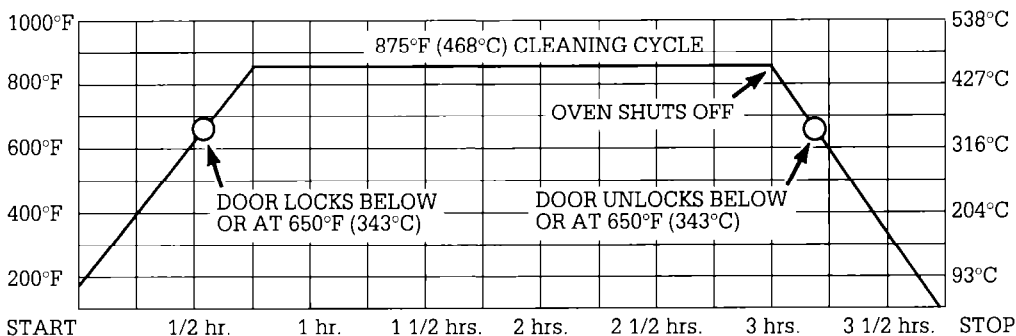 1000°F
538°C
875°F (468°C) CLEANING CYCLE
800°F
427°C
OVEN SHUTS OFF
600°F
316°C
DOOR LOCKS BELOW
OR AT 650°F (343°C)
DOOR UNLOCKS BELOW
OR AT 650°F (343°C)
400°F
204°C
200°F
93°C
START 1/2 hr. 1 hr. 1 1/2 hrs. 2 hrs. 2 1/2 hrs. 3 hrs. 3 1/2 hrs. STOP